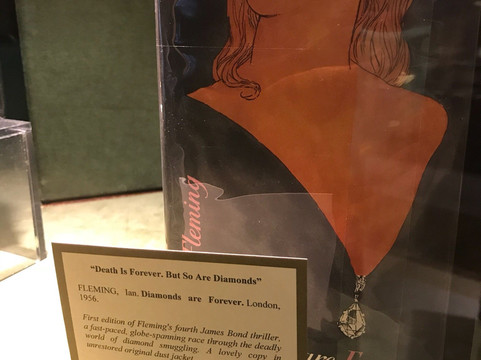 Fleming
"Death Is Forever. But So Are Diamonds"
FLEMING, Ian. Diamonds are Forever. London,
1956.
First edition of Fleming's fourth James Bond thriller,
a fast-paced, globe-spanning race through the deadly
world of diamond smuggling. A lovely copy in
unrestored original dust jacket.